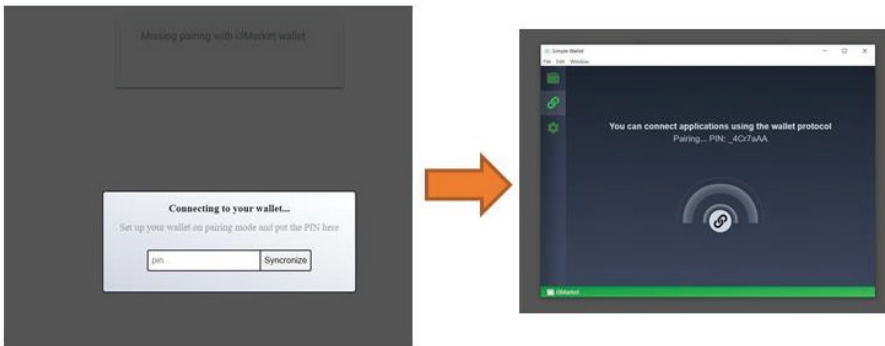 Missing pairing with i3Market wallet
Connecting to your wallet...
Set up your wallet on pairing mode and put the PIN here
pin
Syncronize
Simple Wallet
File Edit Window
You can connect applications using the wallet protocol
Pairing... PIN: _4Cr7aAA
i3Market